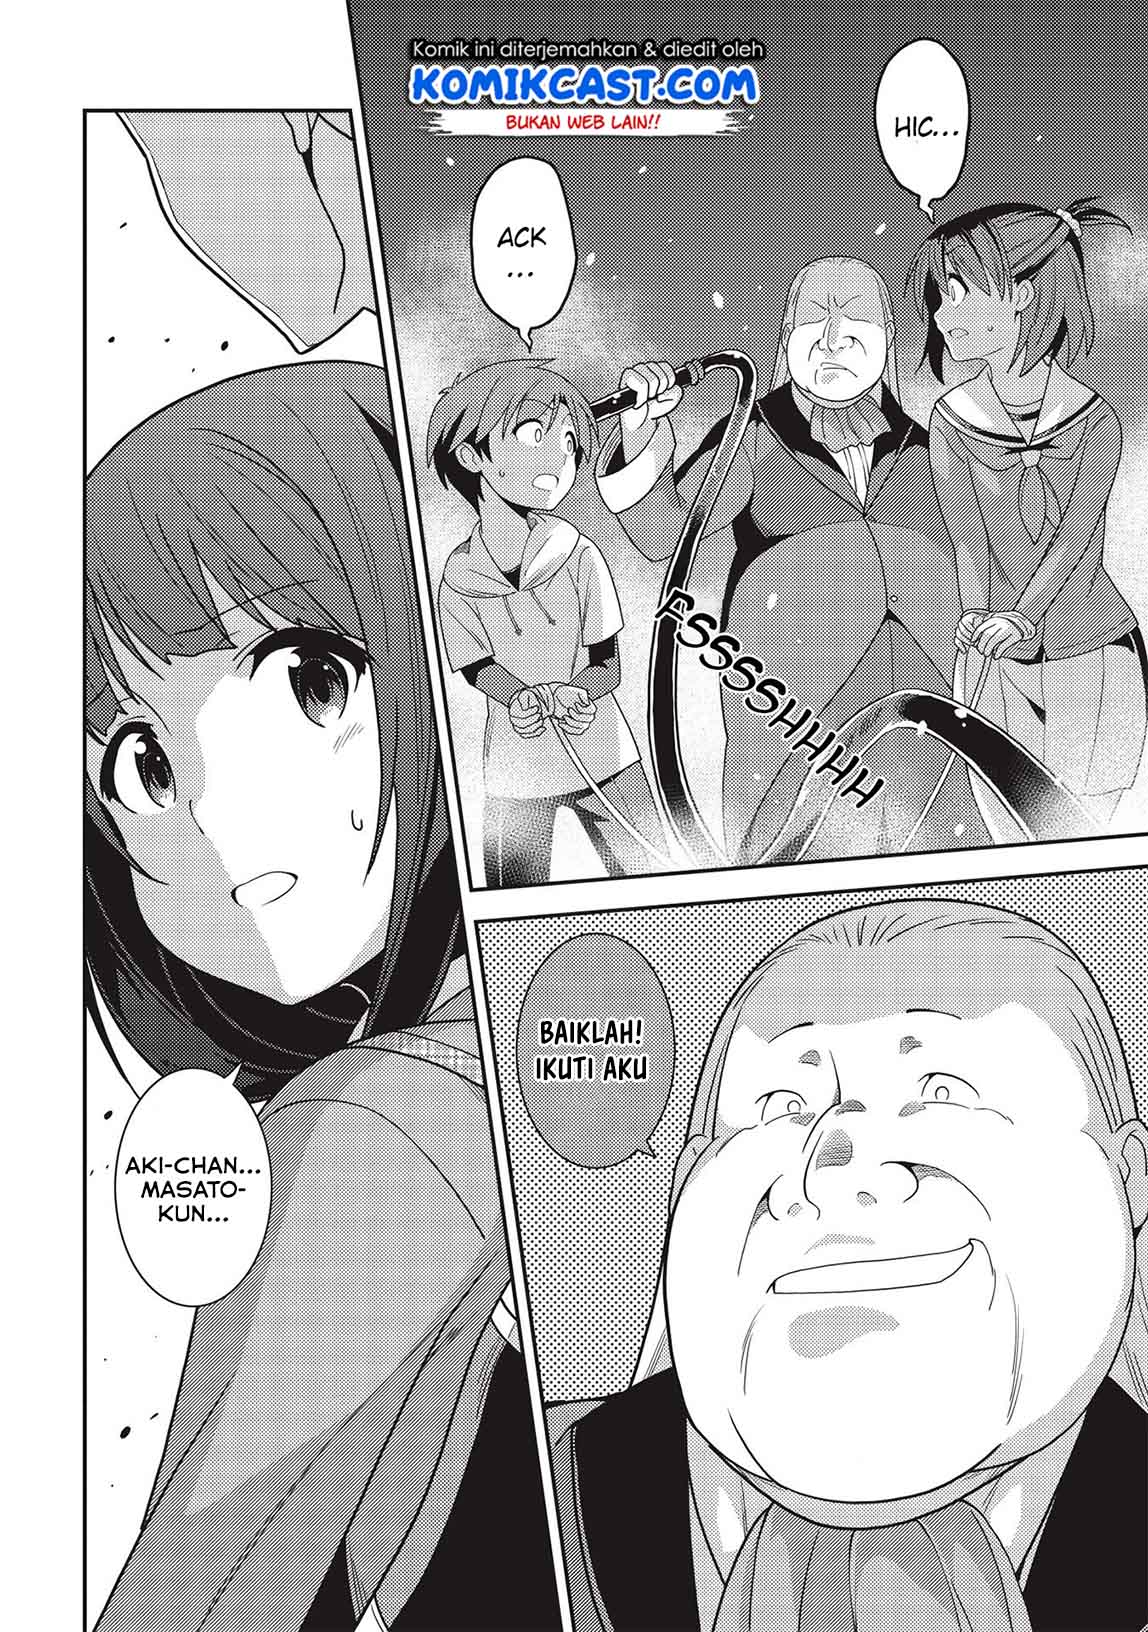 Komik ini diterjemahkan & diedit oleh
KOMIKCAST.COM
BUKAN WEB LAIN!!
HIC...
ACK
...
FSSSSHHHH
BAIKLAH!
IKUTI AKU
AKI-CHAN...
MASATO-
KUN...